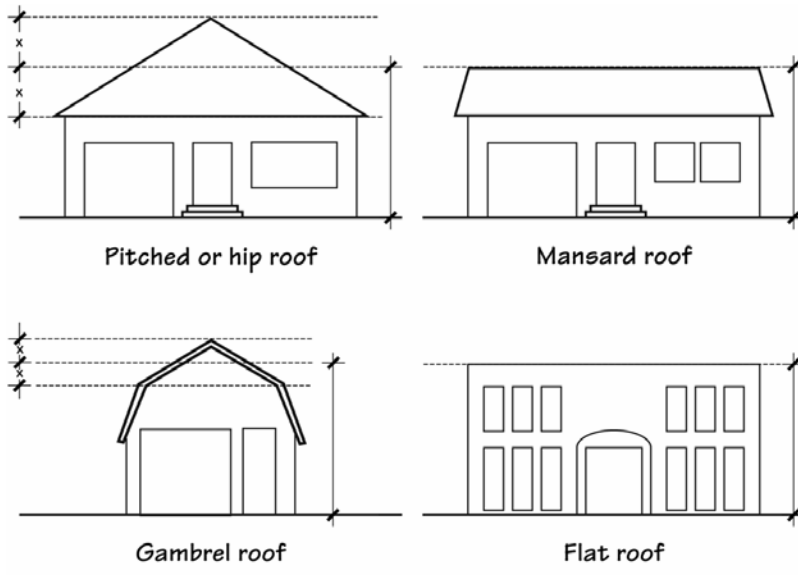 x
x
Pitched or hip roof
Mansard roof
x
x
Gambrel roof
Flat roof